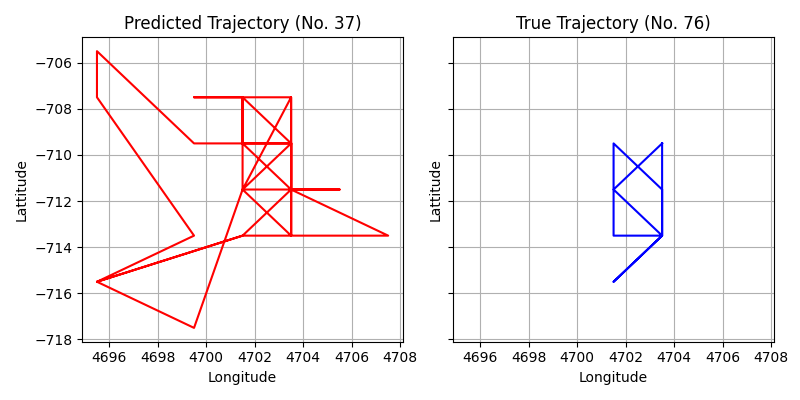 Predicted Trajectory (No. 37)
True Trajectory (No. 76)
−706
−708
−710
−712
−714
−716
−718
Lattitude
Lattitude
4696 4698 4700 4702 4704 4706 4708
4696 4698 4700 4702 4704 4706 4708
Longitude
Longitude